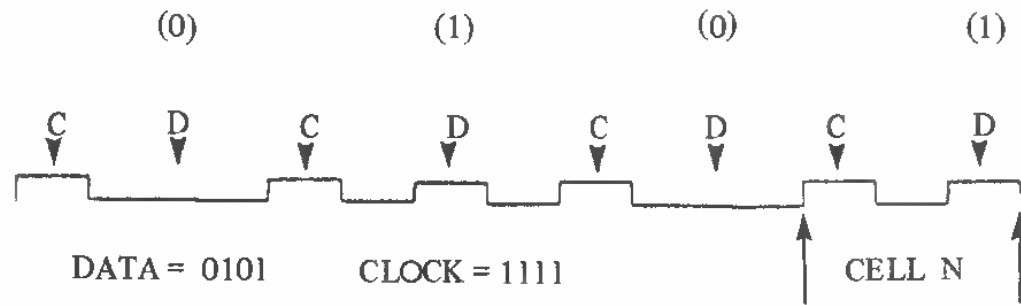 (0) (1) (0) (1)
C D C D C D C D
DATA = 0101 CLOCK = 1111 CELL N